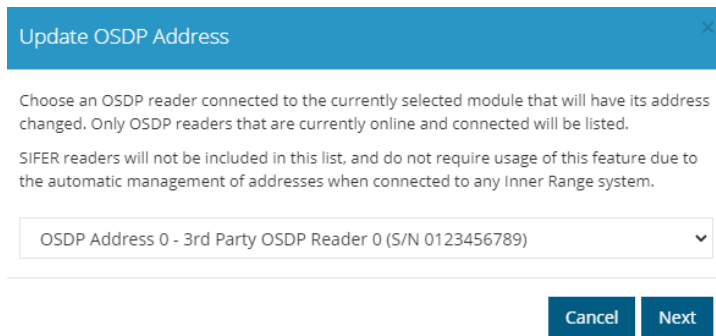 Update OSDP Address
Choose an OSDP reader connected to the currently selected module that will have its address
changed. Only OSDP readers that are currently online and connected will be listed.
SIFER readers will not be included in this list, and do not require usage of this feature due to
the automatic management of addresses when connected to any Inner Range system.
OSDP Address 0 - 3rd Party OSDP Reader 0 (S/N 0123456789)
Cancel Next